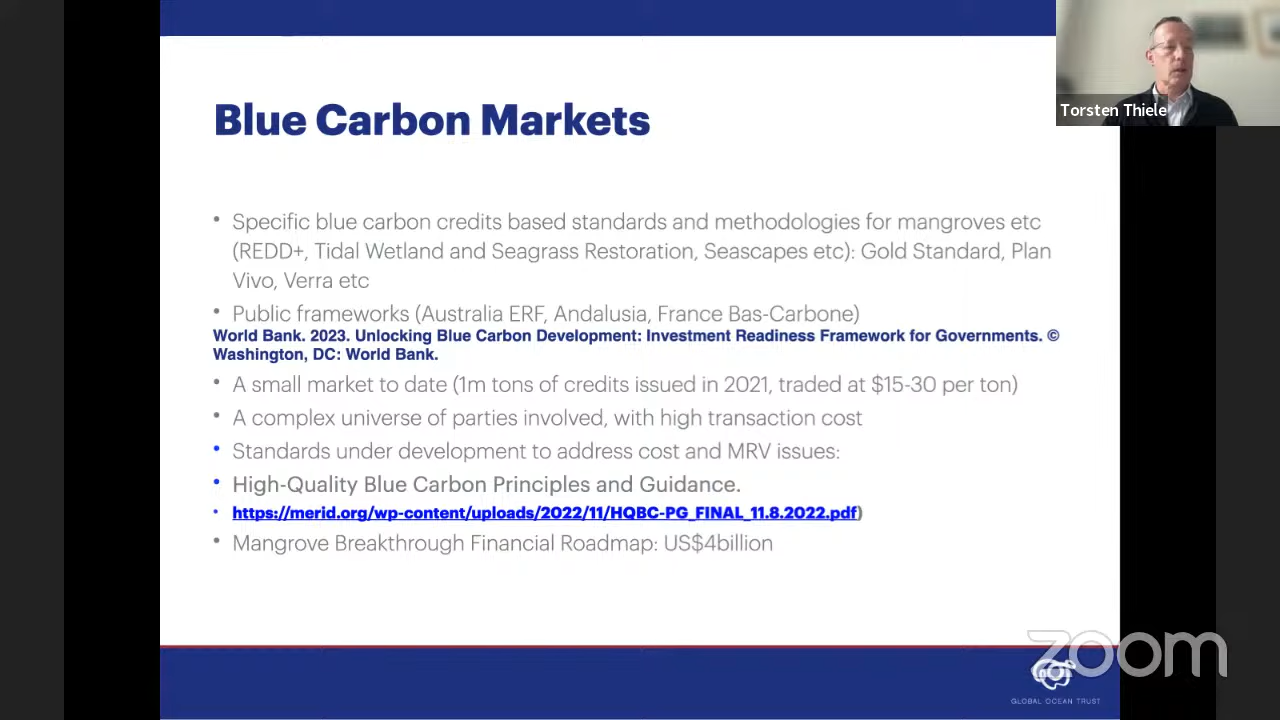 Blue Carbon Markets
Torsten Thiele
• Specific blue carbon credits based standards and methodologies for mangroves etc
(REDD+, Tidal Wetland and Seagrass Restoration, Seascapes etc): Gold Standard, Plan
Vivo, Verra etc
• Public frameworks (Australia ERF, Andalusia, France Bas-Carbone)
World Bank. 2023. Unlocking Blue Carbon Development: Investment Readiness Framework for Governments. ©
Washington, DC: World Bank.
• A small market to date (1m tons of credits issued in 2021, traded at $15-30 per ton)
• A complex universe of parties involved, with high transaction cost
• Standards under development to address cost and MRV issues:
• High-Quality Blue Carbon Principles and Guidance.
• https://merid.org/wp-content/uploads/2022/11/HQBC-PG_FINAL_11.8.2022.pdf)
• Mangrove Breakthrough Financial Roadmap: US$4billion
zoom
GLOBAL OCEAN TRUST